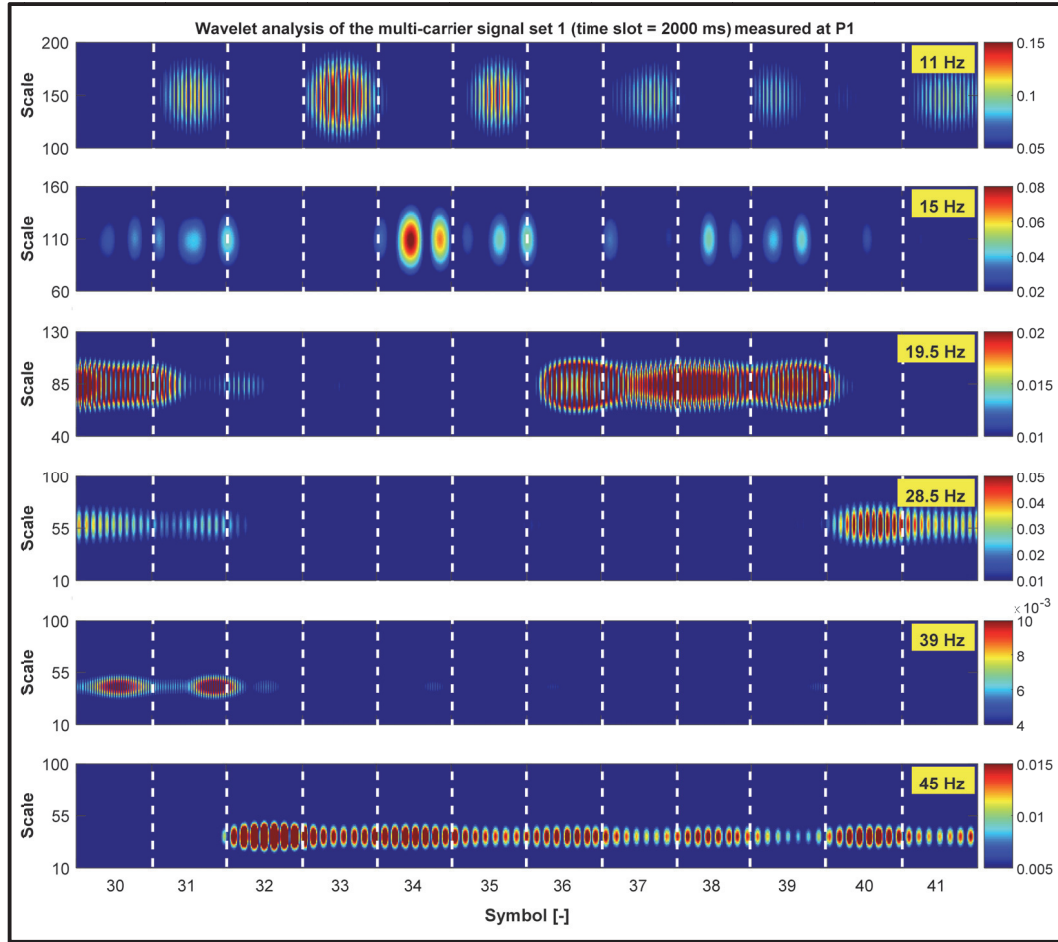 Wavelet analysis of the multi-carrier signal set 1 (time slot = 2000 ms) measured at P1
200
150
100
Scale
11 Hz
0.15
0.1
0.05
160
110
60
Scale
15 Hz
0.08
0.06
0.04
0.02
130
85
40
Scale
19.5 Hz
0.02
0.015
0.01
100
55
10
Scale
28.5 Hz
0.05
0.04
0.03
0.02
0.01
100
55
10
Scale
39 Hz
× 10⁻³
10
8
6
4
100
55
10
Scale
45 Hz
0.015
0.01
0.005
30 31 32 33 34 35 36 37 38 39 40 41
Symbol [-]